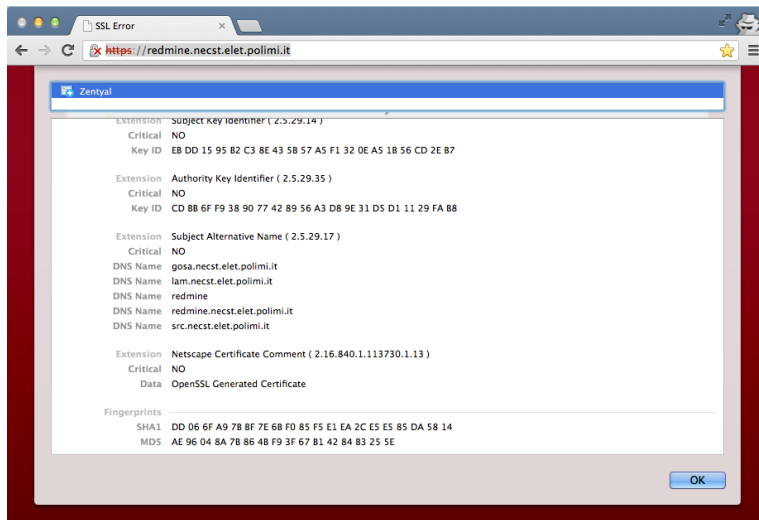 SSL Error
https://redmine.necst.elet.polimi.it
Zentyal
Extension Subject Key Identifier ( 2.5.29.14 )
Critical NO
Key ID EB DD 15 95 B2 C3 8E 43 5B 57 A5 F1 32 0E A5 1B 56 CD 2E B7
Extension Authority Key Identifier ( 2.5.29.35 )
Critical NO
Key ID CD BB 6F F9 38 90 77 42 89 56 A3 D8 9E 31 D5 D1 11 29 FA B8
Extension Subject Alternative Name ( 2.5.29.17 )
Critical NO
DNS Name gosa.necst.elet.polimi.it
DNS Name lam.necst.elet.polimi.it
DNS Name redmine
DNS Name redmine.necst.elet.polimi.it
DNS Name src.necst.elet.polimi.it
Extension Netscape Certificate Comment ( 2.16.840.1.113730.1.13 )
Critical NO
Data OpenSSL Generated Certificate
Fingerprints
SHA1 DD 06 6F A9 7B BF 7E 6B F0 85 F5 E1 EA 2C E5 E5 85 DA 58 14
MD5 AE 96 04 8A 7B 86 4B F9 3F 67 B1 42 84 B3 25 5E
OK